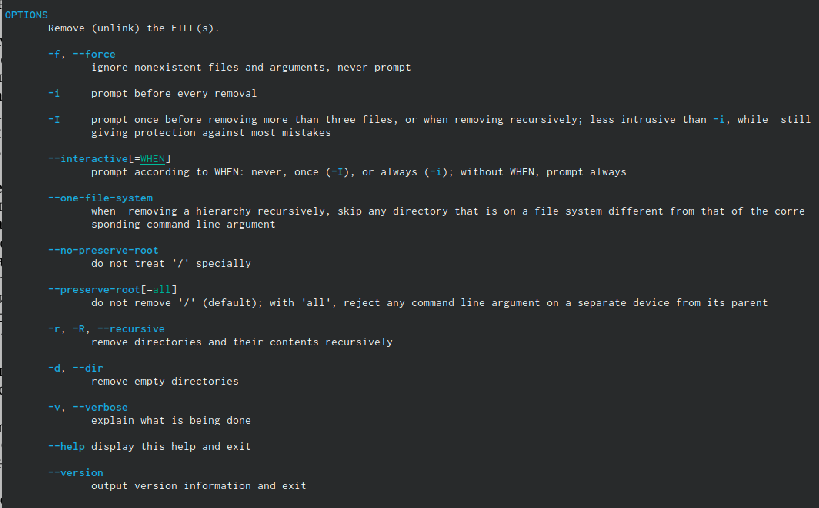 OPTIONS
Remove (unlink) the FILE(s).
-f, --force
ignore nonexistent files and arguments, never prompt
-i prompt before every removal
-I prompt once before removing more than three files, or when removing recursively; less intrusive than -i, while still
giving protection against most mistakes
--interactive[=WHEN]
prompt according to WHEN: never, once (-I), or always (-i); without WHEN, prompt always
--one-file-system
when removing a hierarchy recursively, skip any directory that is on a file system different from that of the corre
sponding command line argument
--no-preserve-root
do not treat '/' specially
--preserve-root[=all]
do not remove '/' (default); with 'all', reject any command line argument on a separate device from its parent
-r, -R, --recursive
remove directories and their contents recursively
-d, --dir
remove empty directories
-v, --verbose
explain what is being done
--help display this help and exit
--version
output version information and exit